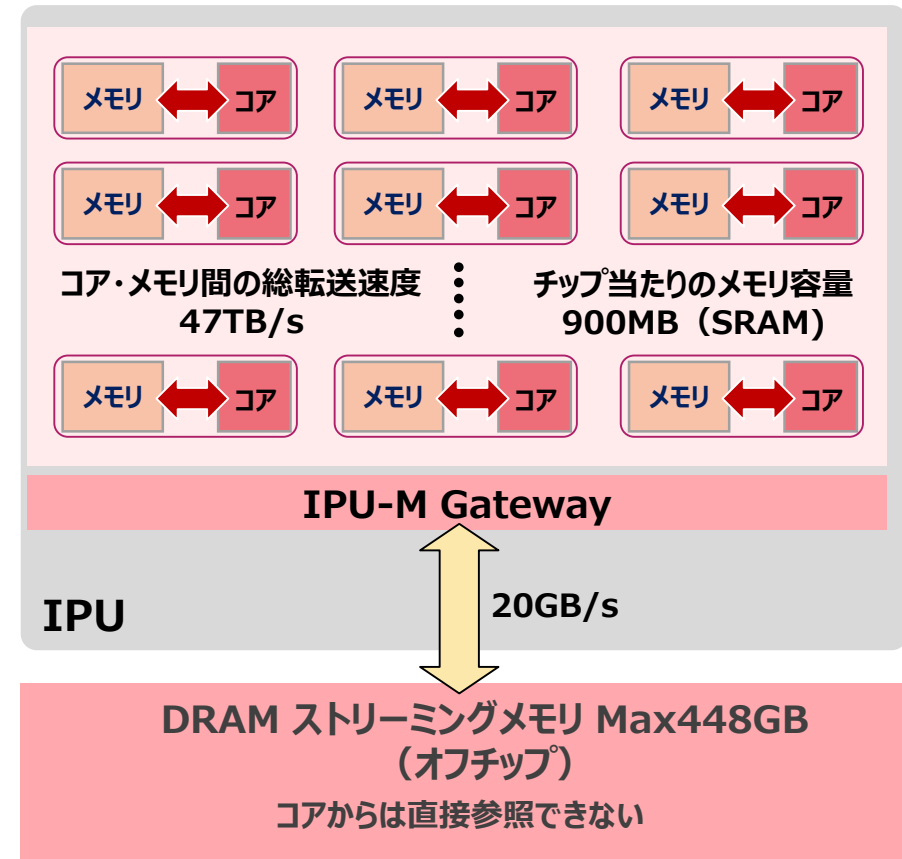 メモリ コア メモリ コア メモリ コア
メモリ コア メモリ コア メモリ コア
コア・メモリ間の総転送速度
47TB/s
チップ当たりのメモリ容量
900MB（SRAM)
メモリ コア メモリ コア メモリ コア
IPU-M Gateway
20GB/s
IPU
DRAM ストリーミングメモリ Max448GB
（オフチップ）
コアからは直接参照できない